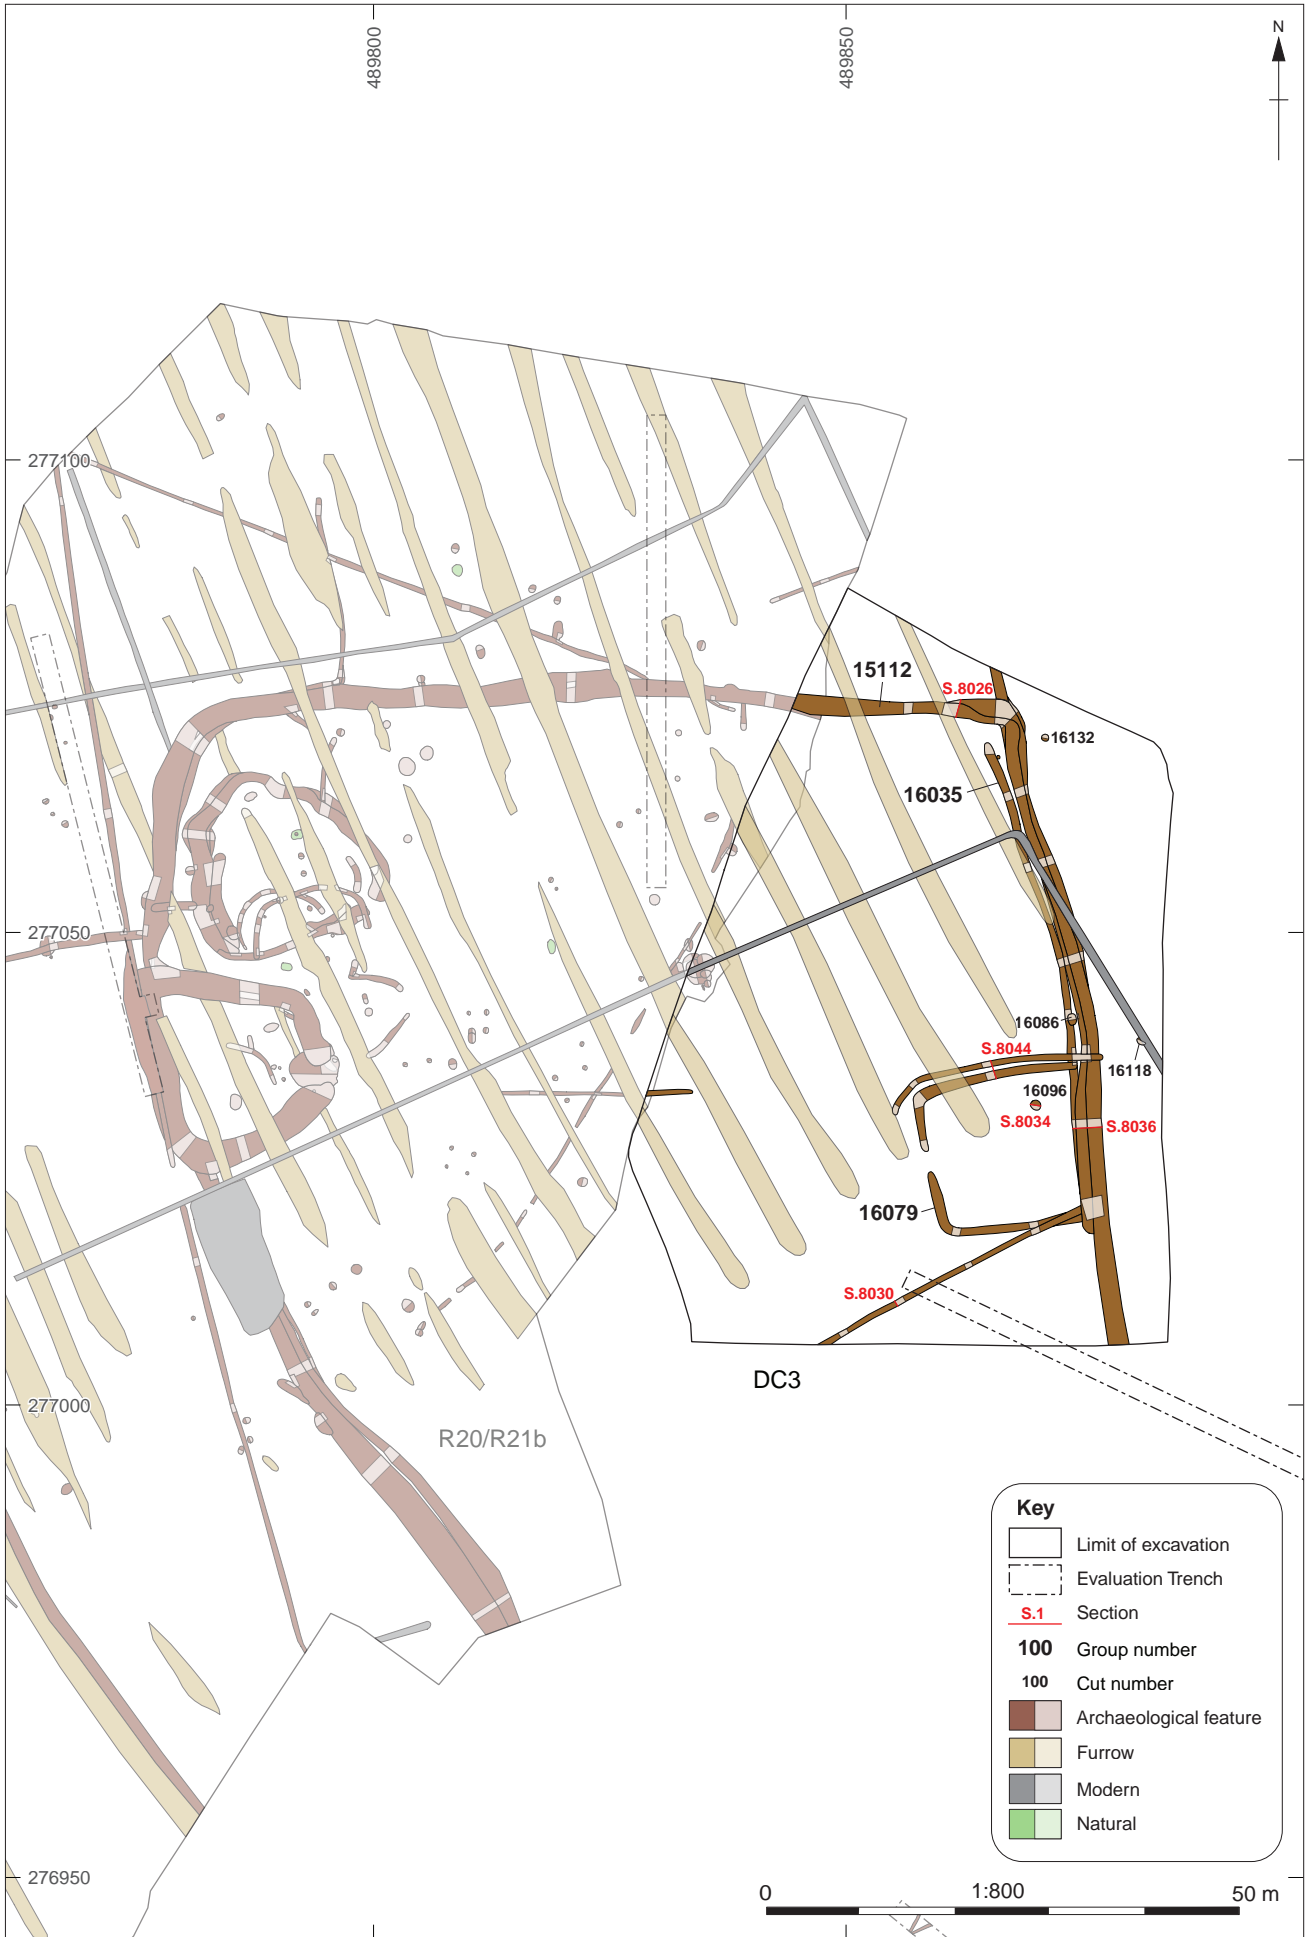 489800
489850
N
277100
15112
S.8026
16132
16035
277050
16086
S.8044
16118
16096
S.8034
S.8036
16079
S.8030
DC3
277000
R20/R21b
Key
Limit of excavation
Evaluation Trench
S.1 Section
100 Group number
100 Cut number
Archaeological feature
Furrow
Modern
Natural
276950
0 1:800 50 m